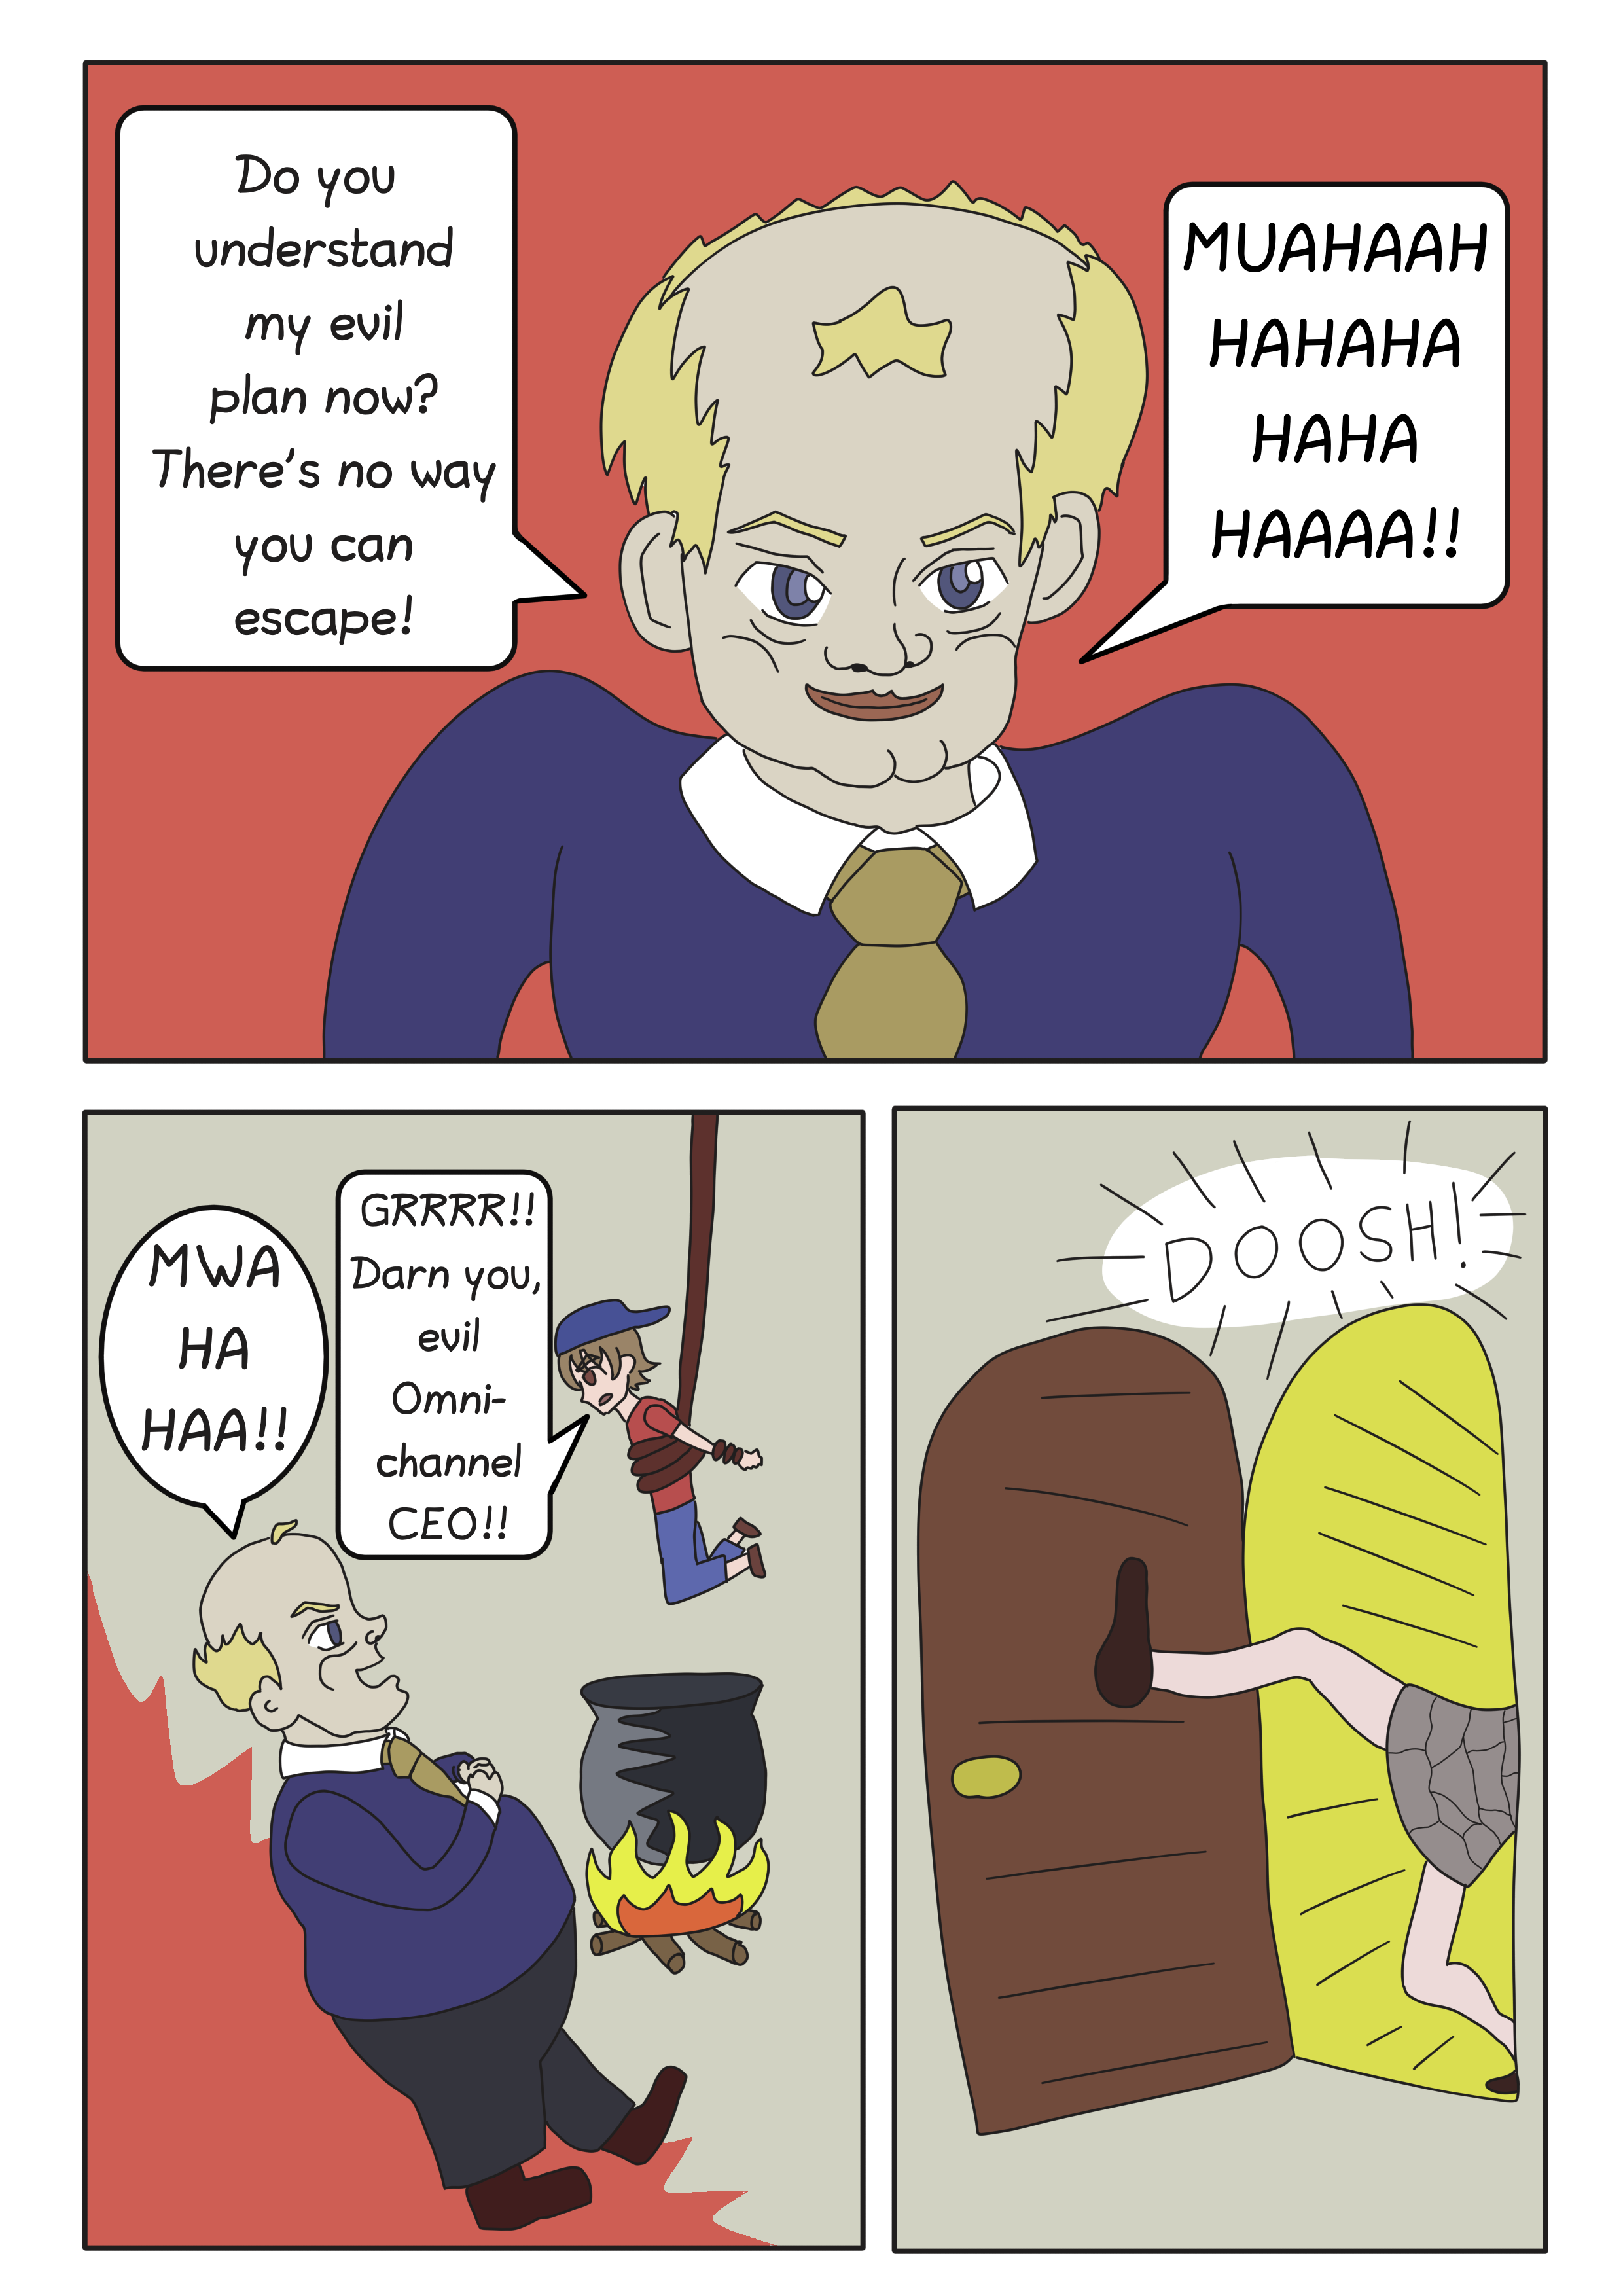 Do you
understand
my evil
plan now?
There's no way
you can
escape!
MUAHAAH
HAHAHA
HAHA
HAAAA!!
MWA
HA
HAA!!
GRRRR!!
Darn you,
evil
Omni-
channel
CEO!!
DOOSH!